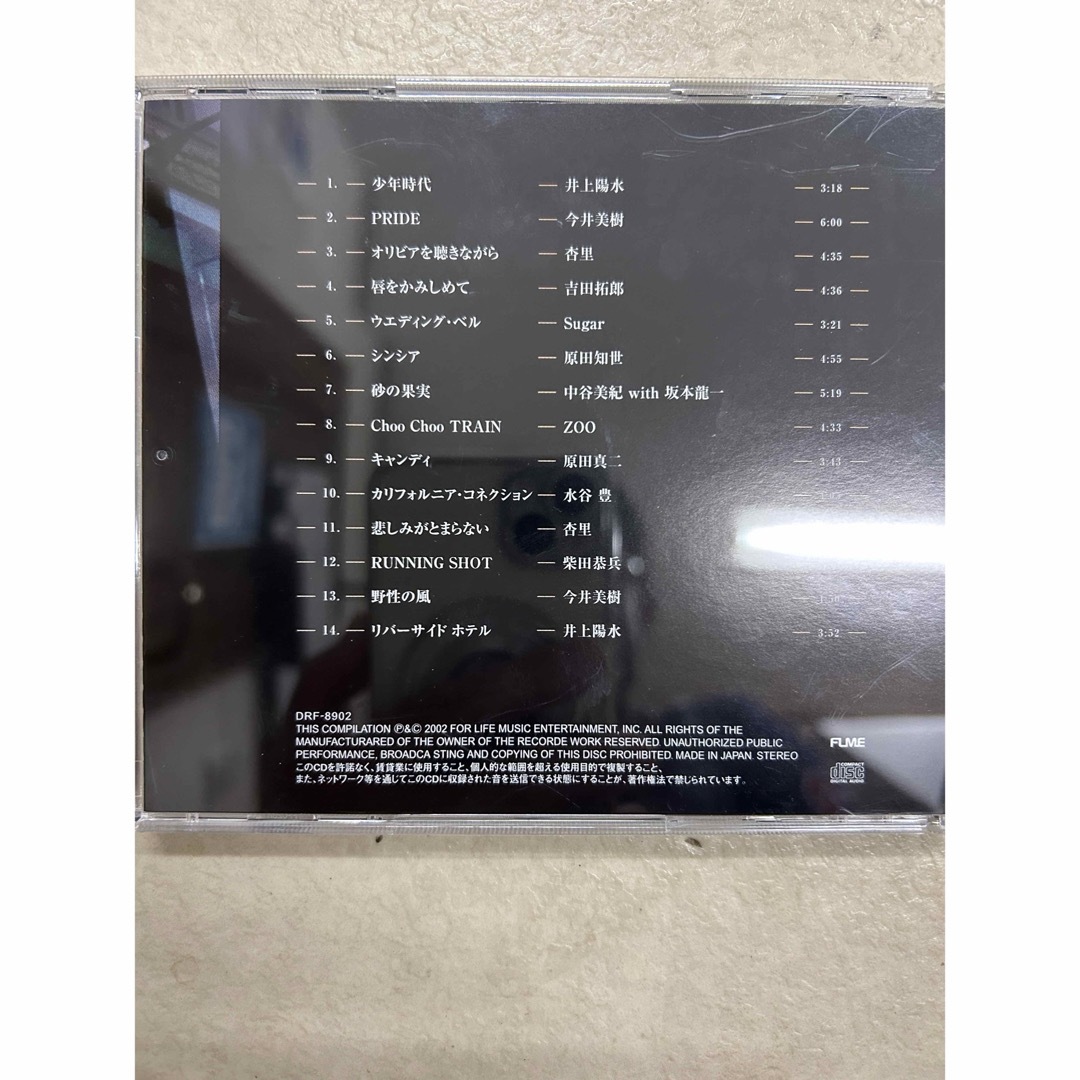 — 1. — 少年時代 — 井上陽水 — 3:18 —
— 2. — PRIDE — 今井美樹 — 6:00 —
— 3. — オリビアを聴きながら — 杏里 — 4:35 —
— 4. — 唇をかみしめて — 吉田拓郎 — 4:36 —
— 5. — ウエディング・ベル — Sugar — 3:21 —
— 6. — シンシア — 原田知世 — 4:55 —
— 7. — 砂の果実 — 中谷美紀 with 坂本龍一 — 5:19 —
— 8. — Choo Choo TRAIN — ZOO — 4:33 —
— 9. — キャンディ — 原田真二 — 3:43 —
— 10. — カリフォルニア・コネクション — 水谷 豊
— 11. — 悲しみがとまらない — 杏里
— 12. — RUNNING SHOT — 柴田恭兵
— 13. — 野性の風 — 今井美樹
— 14. — リバーサイド ホテル — 井上陽水 — 3:52 —
DRF-8902
THIS COMPILATION Ⓟ&© 2002 FOR LIFE MUSIC ENTERTAINMENT, INC. ALL RIGHTS OF THE
MANUFACTURARED OF THE OWNER OF THE RECORDE WORK RESERVED. UNAUTHORIZED PUBLIC
PERFORMANCE, BROADCA STING AND COPYING OF THIS DISC PROHIBITED. MADE IN JAPAN. STEREO
このCDを許諾なく、賃貸業に使用すること、個人的な範囲を超える使用目的で複製すること、
また、ネットワーク等を通じてこのCDに収録された音を送信できる状態にすることが、著作権法で禁じられています。
FLME
COMPACT
disc
DIGITAL AUDIO